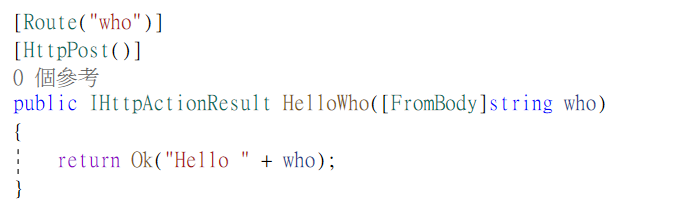 [Route("who")]
[HttpPost()]
0 個參考
public IHttpActionResult HelloWho([FromBody]string who)
{
return Ok("Hello " + who);
}